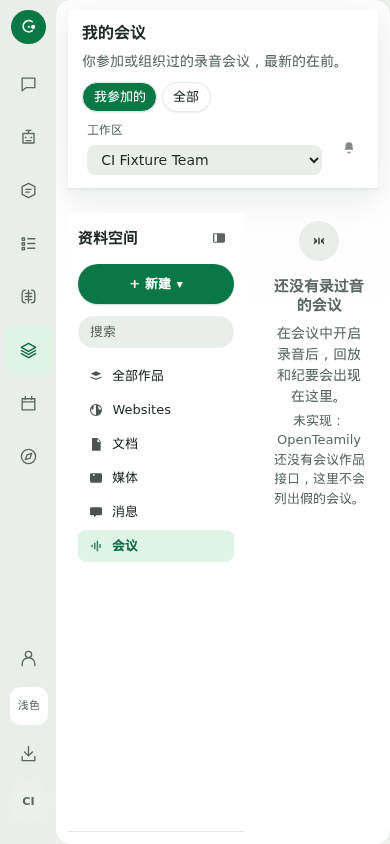 我的会议
你参加或组织过的录音会议，最新的在前。
我参加的
全部
工作区
CI Fixture Team
资料空间
+ 新建 ▾
搜索
全部作品
Websites
文档
媒体
消息
会议
还没有录过音
的会议
在会议中开启
录音后，回放
和纪要会出现
在这里。
未实现：
OpenTeamily
还没有会议作品
接口，这里不会
列出假的会议。
浅色
CI